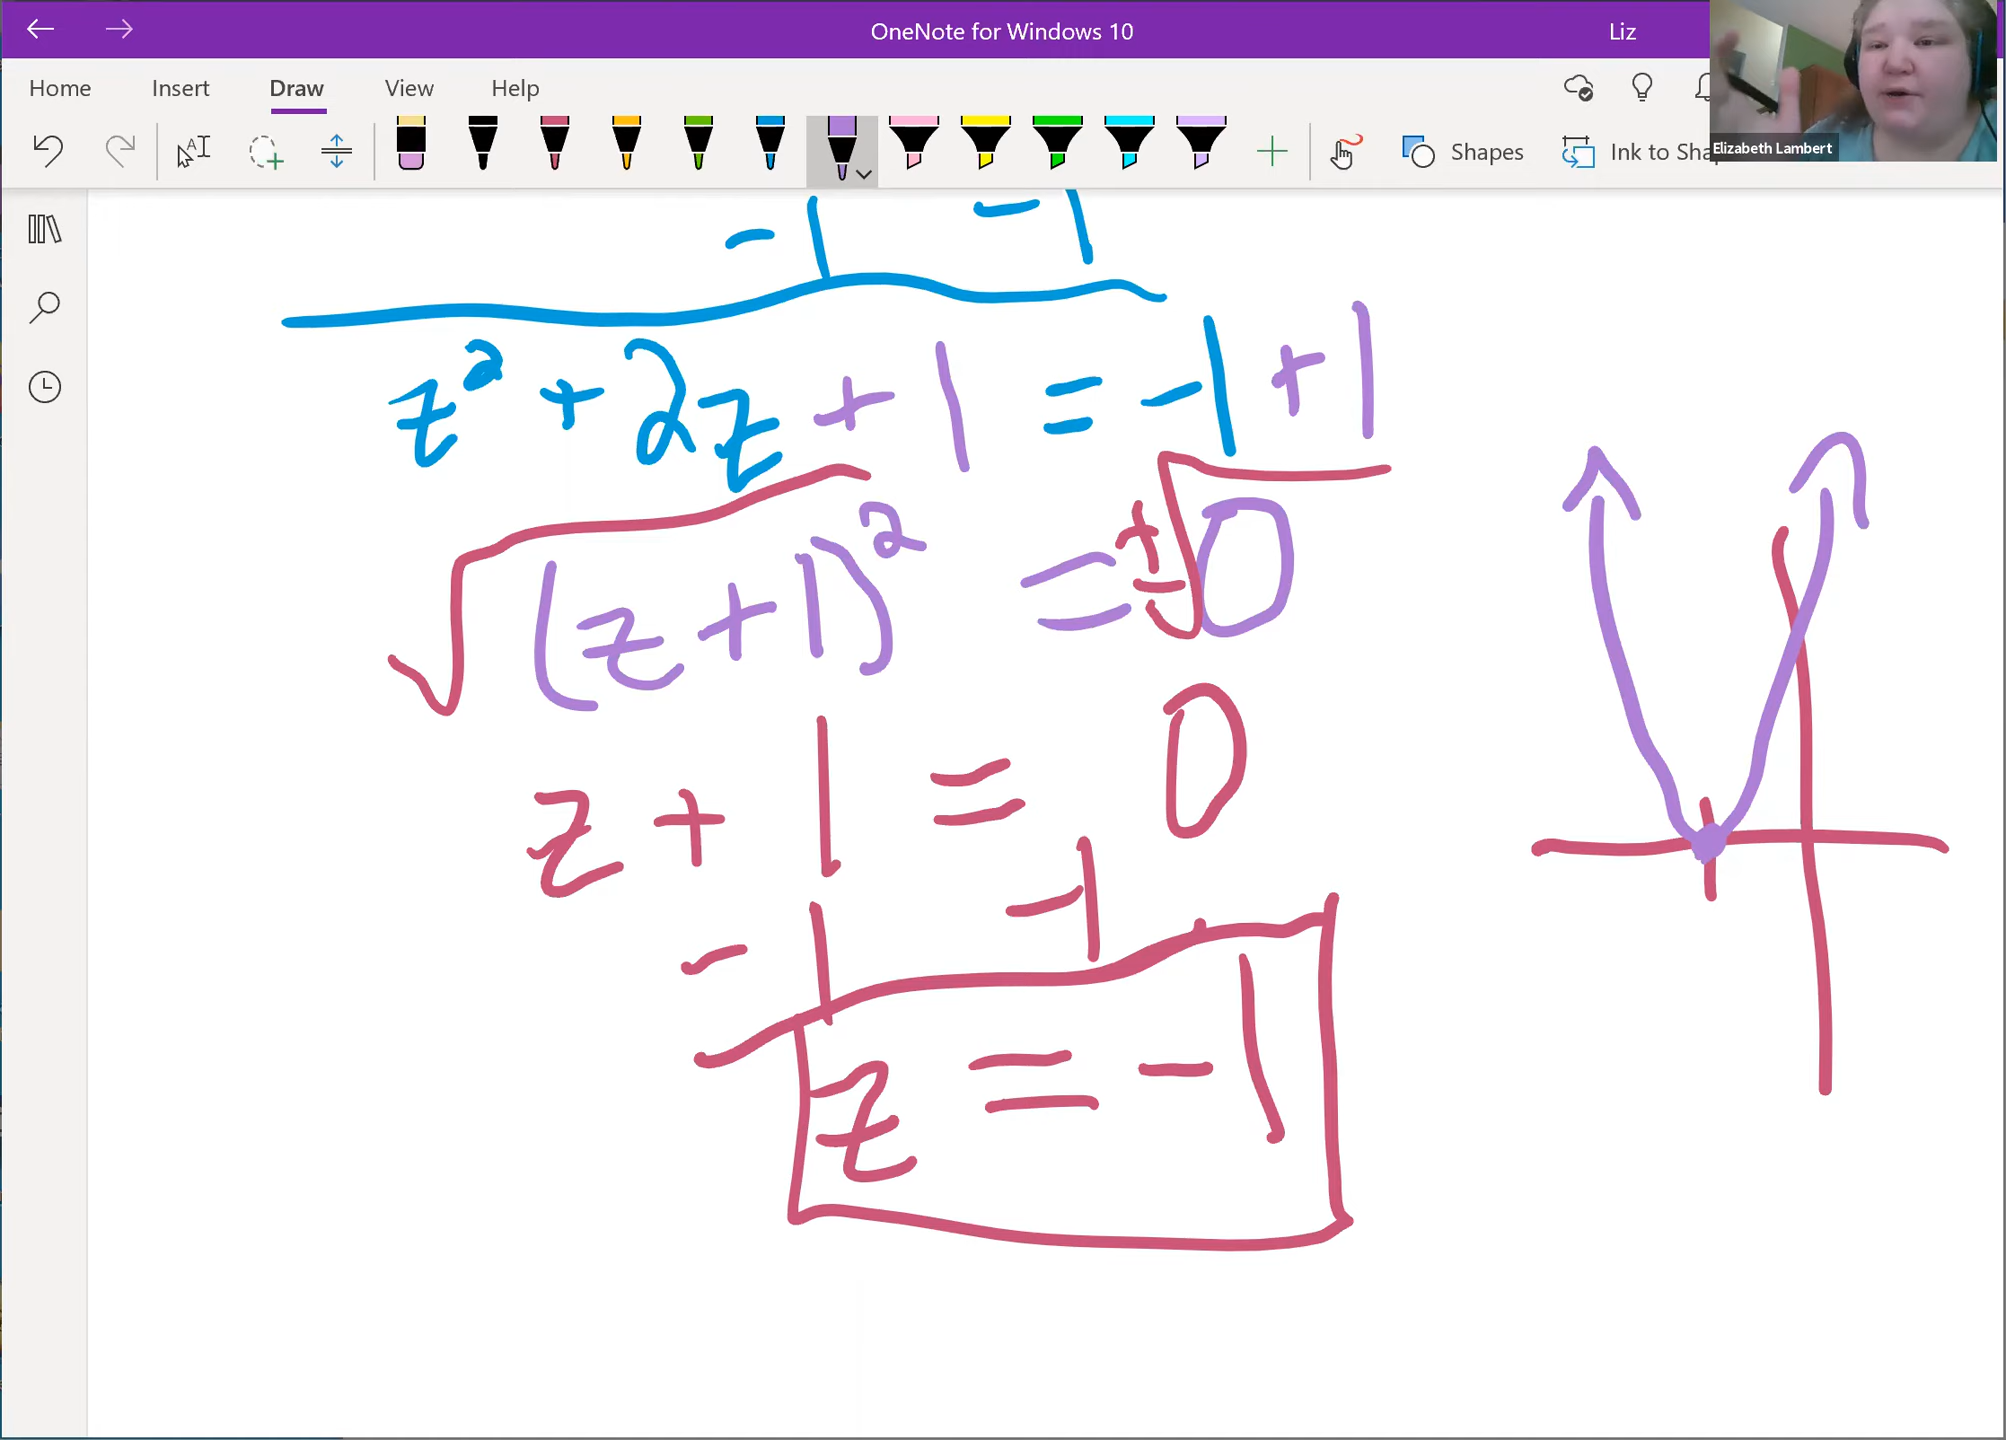 OneNote for Windows 10
Liz
Home Insert Draw View Help
Shapes Ink to Sha
Elizabeth Lambert
-1 -1
z² + 2z + 1 = -1 + 1
√(z+1)² = ±√0
z + 1 = 0
-1 -1
z = -1